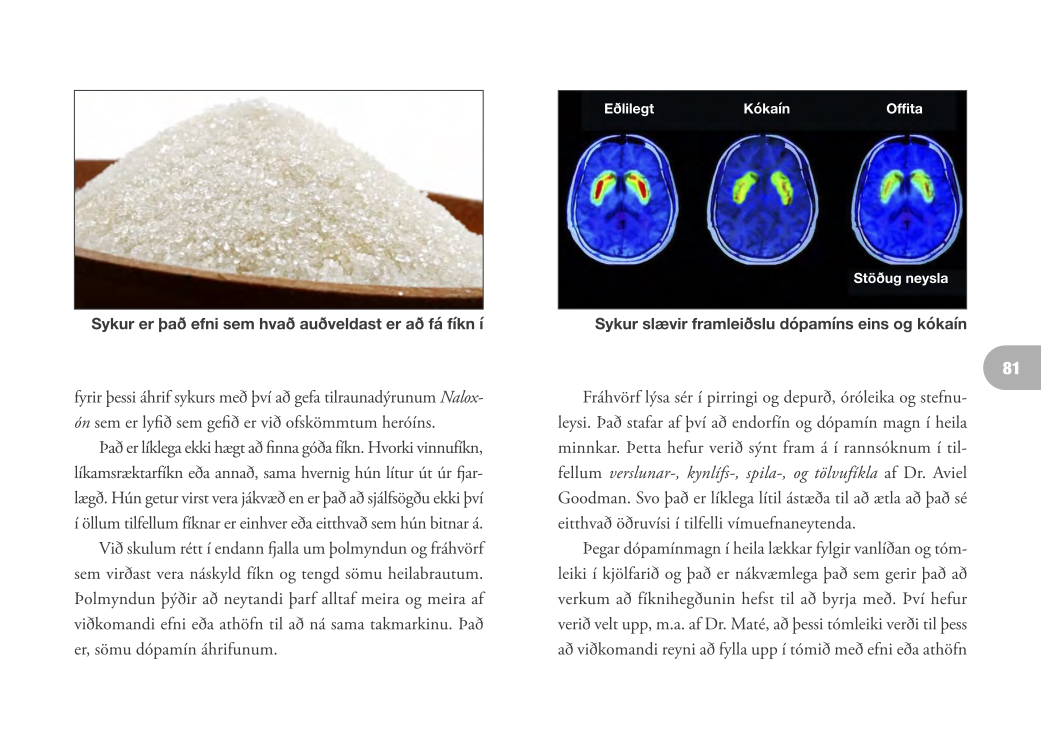 Sykur er það efni sem hvað auðveldast er að fá fíkn í
fyrir þessi áhrif sykurs með því að gefa tilraunadýrunum Nalox-
ón sem er lyfið sem gefið er við ofskömmtum heróíns.
Það er líklega ekki hægt að finna góða fíkn. Hvorki vinnufíkn,
líkamsræktarfíkn eða annað, sama hvernig hún lítur út úr fjar-
lægð. Hún getur virst vera jákvæð en er það að sjálfsögðu ekki því
í öllum tilfellum fíknar er einhver eða eitthvað sem hún bitnar á.
Við skulum rétt í endann fjalla um þolmyndun og fráhvörf
sem virðast vera náskyld fíkn og tengd sömu heilabrautum.
Þolmyndun þýðir að neytandi þarf alltaf meira og meira af
viðkomandi efni eða athöfn til að ná sama takmarkinu. Það
er, sömu dópamín áhrifunum.
Eðlilegt Kókaín Offita
Stöðug neysla
Sykur slævir framleiðslu dópamíns eins og kókaín
81
Fráhvörf lýsa sér í pirringi og depurð, óróleika og stefnu-
leysi. Það stafar af því að endorfín og dópamín magn í heila
minnkar. Þetta hefur verið sýnt fram á í rannsóknum í til-
fellum verslunar-, kynlífs-, spila-, og tölvufíkla af Dr. Aviel
Goodman. Svo það er líklega lítil ástæða til að ætla að það sé
eitthvað öðruvísi í tilfelli vímuefnaneytenda.
Þegar dópamínmagn í heila lækkar fylgir vanlíðan og tóm-
leiki í kjölfarið og það er nákvæmlega það sem gerir það að
verkum að fíknihegðunin hefst til að byrja með. Því hefur
verið velt upp, m.a. af Dr. Maté, að þessi tómleiki verði til þess
að viðkomandi reyni að fylla upp í tómið með efni eða athöfn